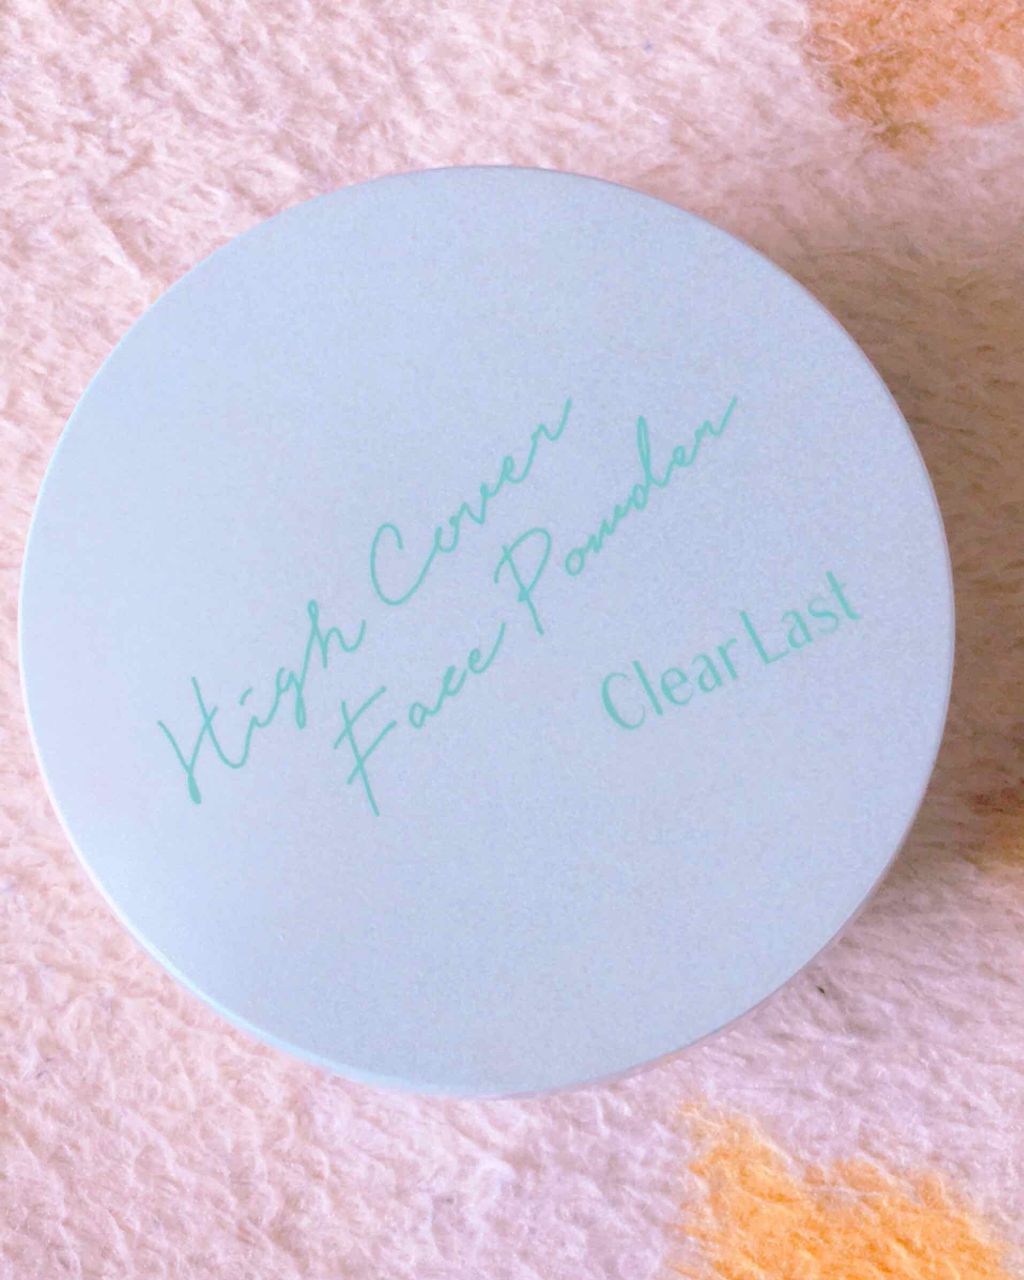 High Cover
Face Powder
Clear Last